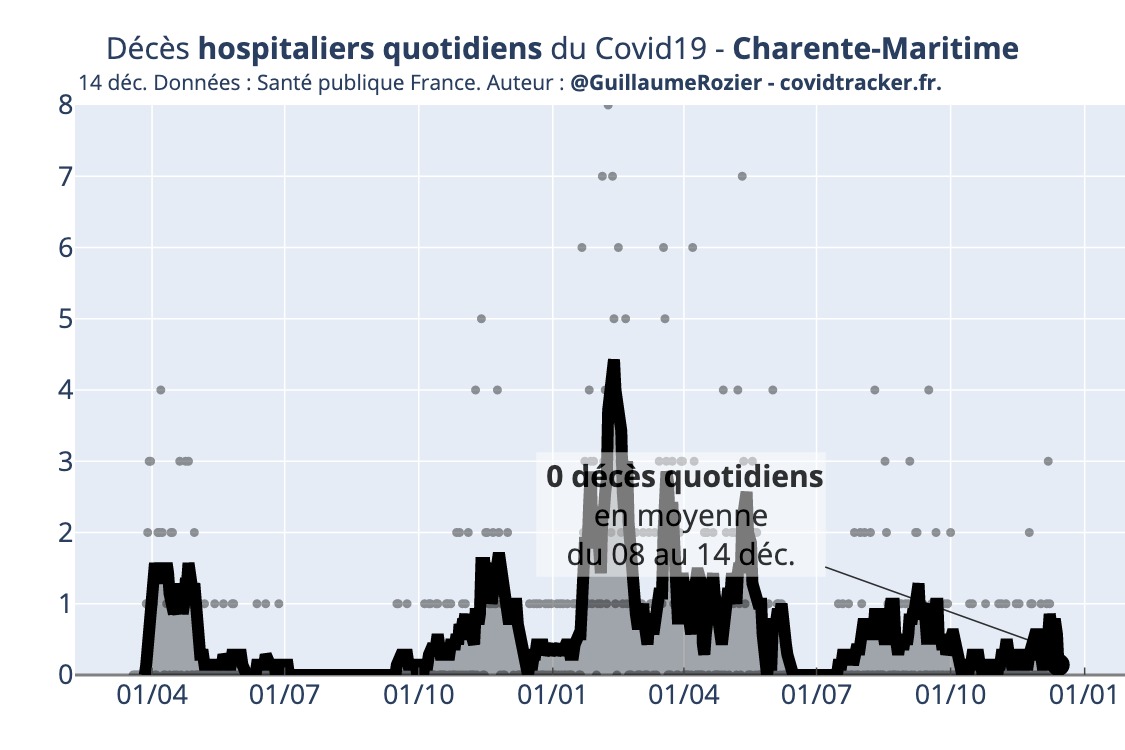 Décès hospitaliers quotidiens du Covid19 - Charente-Maritime
14 déc. Données : Santé publique France. Auteur : @GuillaumeRozier - covidtracker.fr.
8
7
6
5
4
3
0 décès quotidiens
en moyenne
2
du 08 au 14 déc.
1
0
01/04 01/07 01/10 01/01 01/04 01/07 01/10 01/01